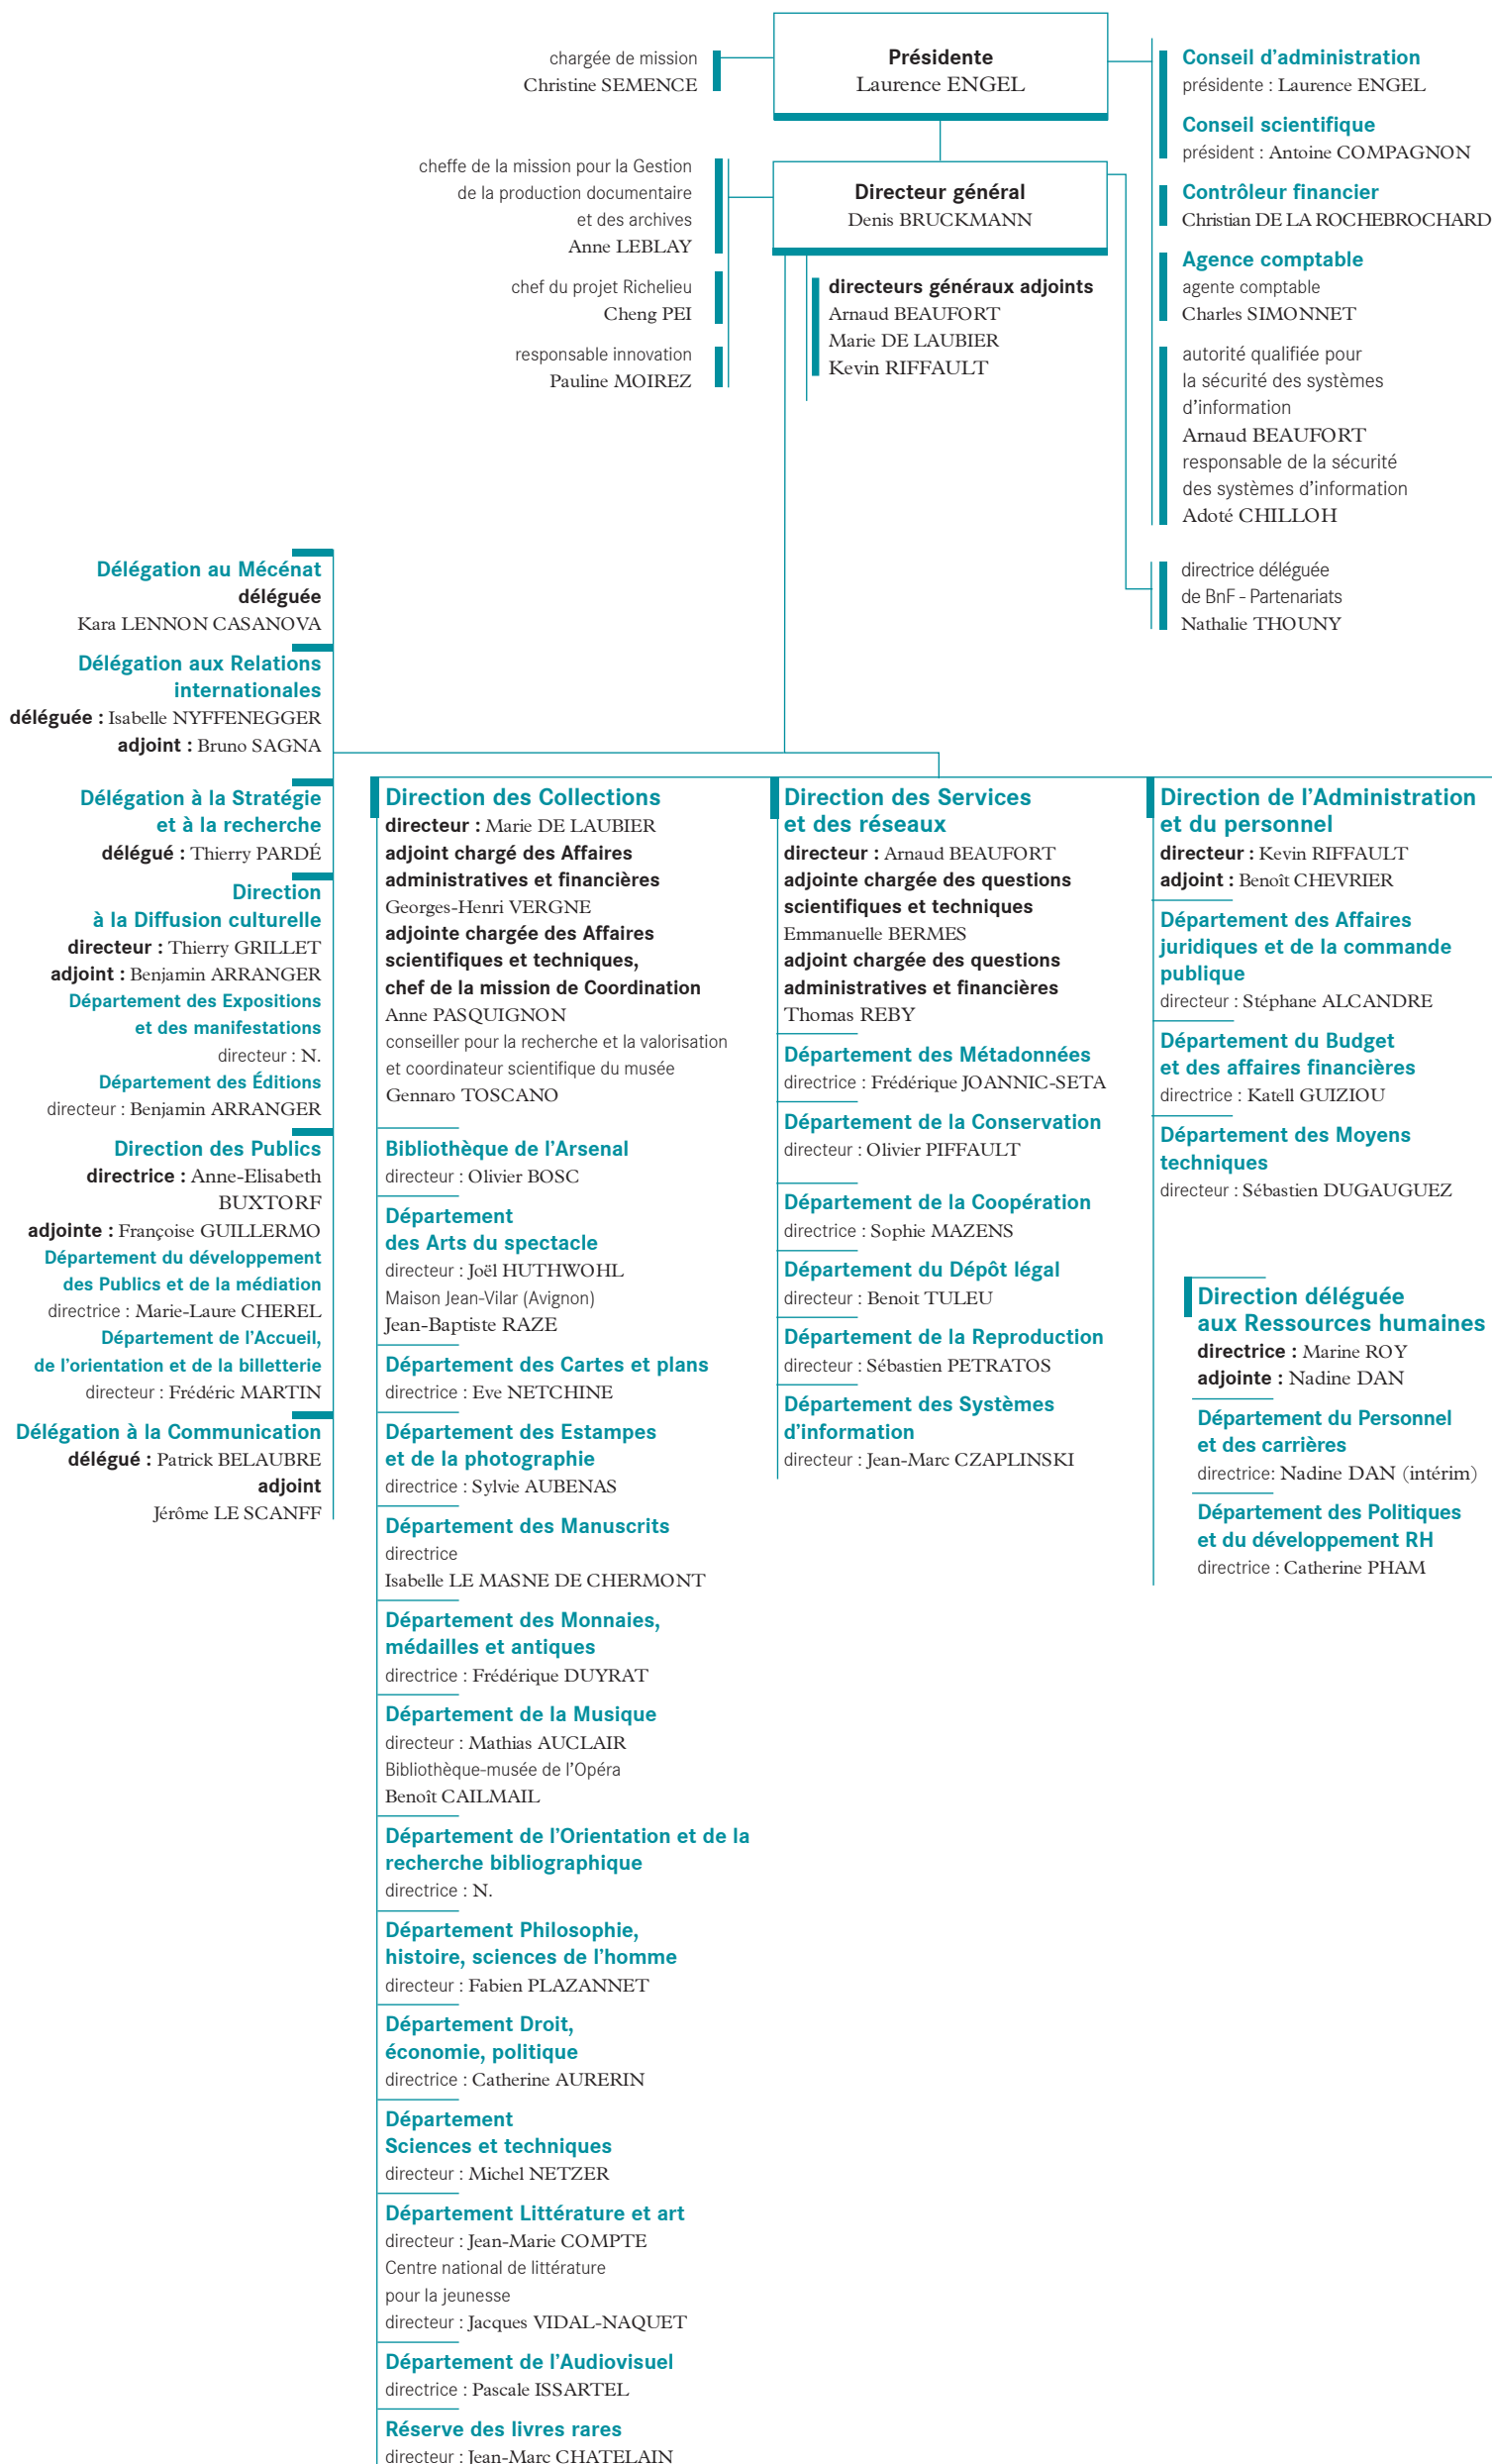 chargée de mission
Christine SEMENCE
Présidente
Laurence ENGEL
Conseil d'administration
présidente : Laurence ENGEL
Conseil scientifique
président : Antoine COMPAGNON
Contrôleur financier
Christian DE LA ROCHEBROCHARD
Agence comptable
agente comptable
Charles SIMONNET
autorité qualifiée pour
la sécurité des systèmes
d'information
Arnaud BEAUFORT
responsable de la sécurité
des systèmes d'information
Adoté CHILLOH
cheffe de la mission pour la Gestion
de la production documentaire
et des archives
Anne LEBLAY
chef du projet Richelieu
Cheng PEI
responsable innovation
Pauline MOIREZ
Directeur général
Denis BRUCKMANN
directeurs généraux adjoints
Arnaud BEAUFORT
Marie DE LAUBIER
Kevin RIFFAULT
directrice déléguée
de BnF - Partenariats
Nathalie THOUNY
Délégation au Mécénat
déléguée
Kara LENNON CASANOVA
Délégation aux Relations
internationales
déléguée : Isabelle NYFFENEGGER
adjoint : Bruno SAGNA
Délégation à la Stratégie
et à la recherche
délégué : Thierry PARDÉ
Direction
à la Diffusion culturelle
directeur : Thierry GRILLET
adjoint : Benjamin ARRANGER
Département des Expositions
et des manifestations
directeur : N.
Département des Éditions
directeur : Benjamin ARRANGER
Direction des Publics
directrice : Anne-Elisabeth
BUXTORF
adjointe : Françoise GUILLERMO
Département du développement
des Publics et de la médiation
directrice : Marie-Laure CHEREL
Département de l'Accueil,
de l'orientation et de la billetterie
directeur : Frédéric MARTIN
Délégation à la Communication
délégué : Patrick BELAUBRE
adjoint
Jérôme LE SCANFF
Direction des Collections
directeur : Marie DE LAUBIER
adjoint chargé des Affaires
administratives et financières
Georges-Henri VERGNE
adjointe chargée des Affaires
scientifiques et techniques,
chef de la mission de Coordination
Anne PASQUIGNON
conseiller pour la recherche et la valorisation
et coordinateur scientifique du musée
Gennaro TOSCANO
Bibliothèque de l'Arsenal
directeur : Olivier BOSC
Département
des Arts du spectacle
directeur : Joël HUTHWOHL
Maison Jean-Vilar (Avignon)
Jean-Baptiste RAZE
Département des Cartes et plans
directrice : Eve NETCHINE
Département des Estampes
et de la photographie
directrice : Sylvie AUBENAS
Département des Manuscrits
directrice
Isabelle LE MASNE DE CHERMONT
Département des Monnaies,
médailles et antiques
directrice : Frédérique DUYRAT
Département de la Musique
directeur : Mathias AUCLAIR
Bibliothèque-musée de l'Opéra
Benoît CAILMAIL
Département de l'Orientation et de la
recherche bibliographique
directrice : N.
Département Philosophie,
histoire, sciences de l'homme
directeur : Fabien PLAZANNET
Département Droit,
économie, politique
directrice : Catherine AURERIN
Département
Sciences et techniques
directeur : Michel NETZER
Département Littérature et art
directeur : Jean-Marie COMPTE
Centre national de littérature
pour la jeunesse
directeur : Jacques VIDAL-NAQUET
Département de l'Audiovisuel
directrice : Pascale ISSARTEL
Réserve des livres rares
directeur : Jean-Marc CHATELAIN
Direction des Services
et des réseaux
directeur : Arnaud BEAUFORT
adjointe chargée des questions
scientifiques et techniques
Emmanuelle BERMES
adjoint chargée des questions
administratives et financières
Thomas REBY
Département des Métadonnées
directrice : Frédérique JOANNIC-SETA
Département de la Conservation
directeur : Olivier PIFFAULT
Département de la Coopération
directrice : Sophie MAZENS
Département du Dépôt légal
directeur : Benoit TULEU
Département de la Reproduction
directeur : Sébastien PETRATOS
Département des Systèmes
d'information
directeur : Jean-Marc CZAPLINSKI
Direction de l'Administration
et du personnel
directeur : Kevin RIFFAULT
adjoint : Benoît CHEVRIER
Département des Affaires
juridiques et de la commande
publique
directeur : Stéphane ALCANDRE
Département du Budget
et des affaires financières
directrice : Katell GUIZIOU
Département des Moyens
techniques
directeur : Sébastien DUGAUGUEZ
Direction déléguée
aux Ressources humaines
directrice : Marine ROY
adjointe : Nadine DAN
Département du Personnel
et des carrières
directrice: Nadine DAN (intérim)
Département des Politiques
et du développement RH
directrice : Catherine PHAM